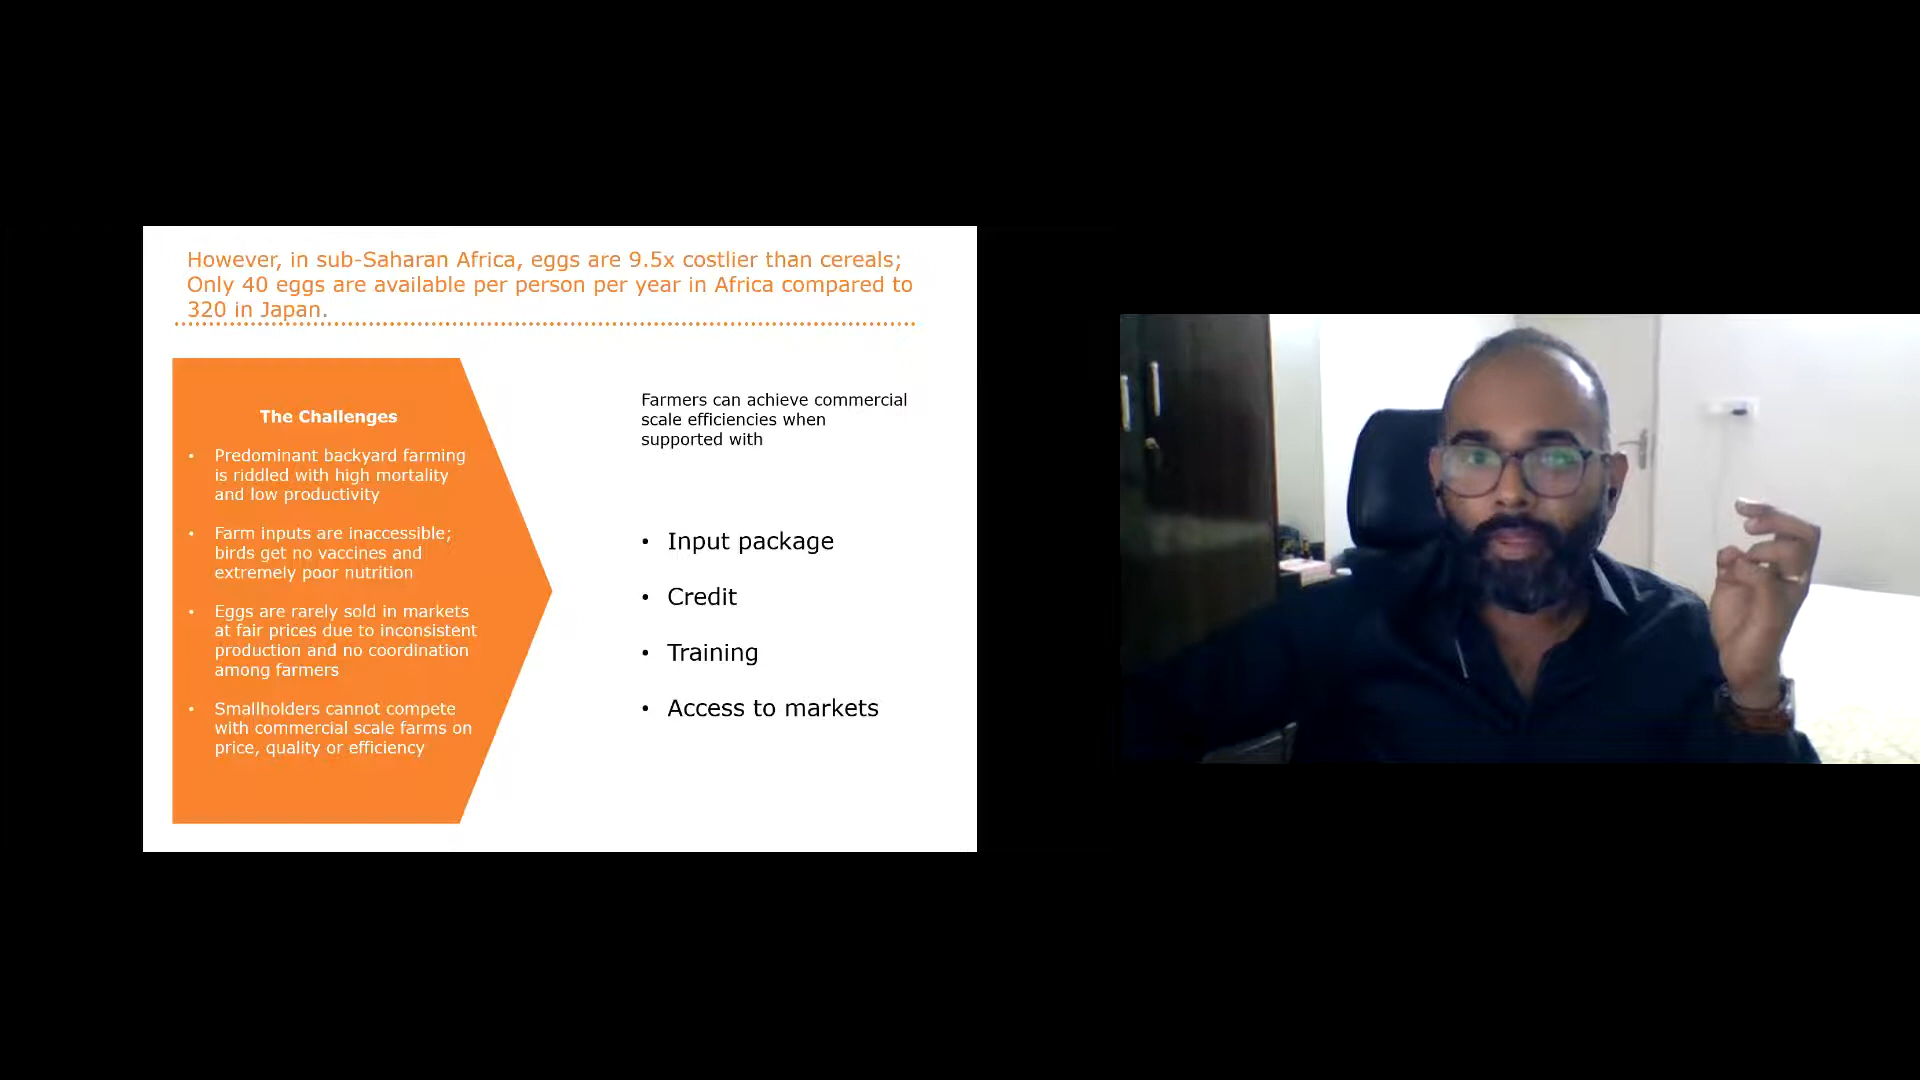 However, in sub-Saharan Africa, eggs are 9.5x costlier than cereals;
Only 40 eggs are available per person per year in Africa compared to
320 in Japan.
The Challenges
• Predominant backyard farming
is riddled with high mortality
and low productivity
• Farm inputs are inaccessible;
birds get no vaccines and
extremely poor nutrition
• Eggs are rarely sold in markets
at fair prices due to inconsistent
production and no coordination
among farmers
• Smallholders cannot compete
with commercial scale farms on
price, quality or efficiency
Farmers can achieve commercial
scale efficiencies when
supported with
• Input package
• Credit
• Training
• Access to markets